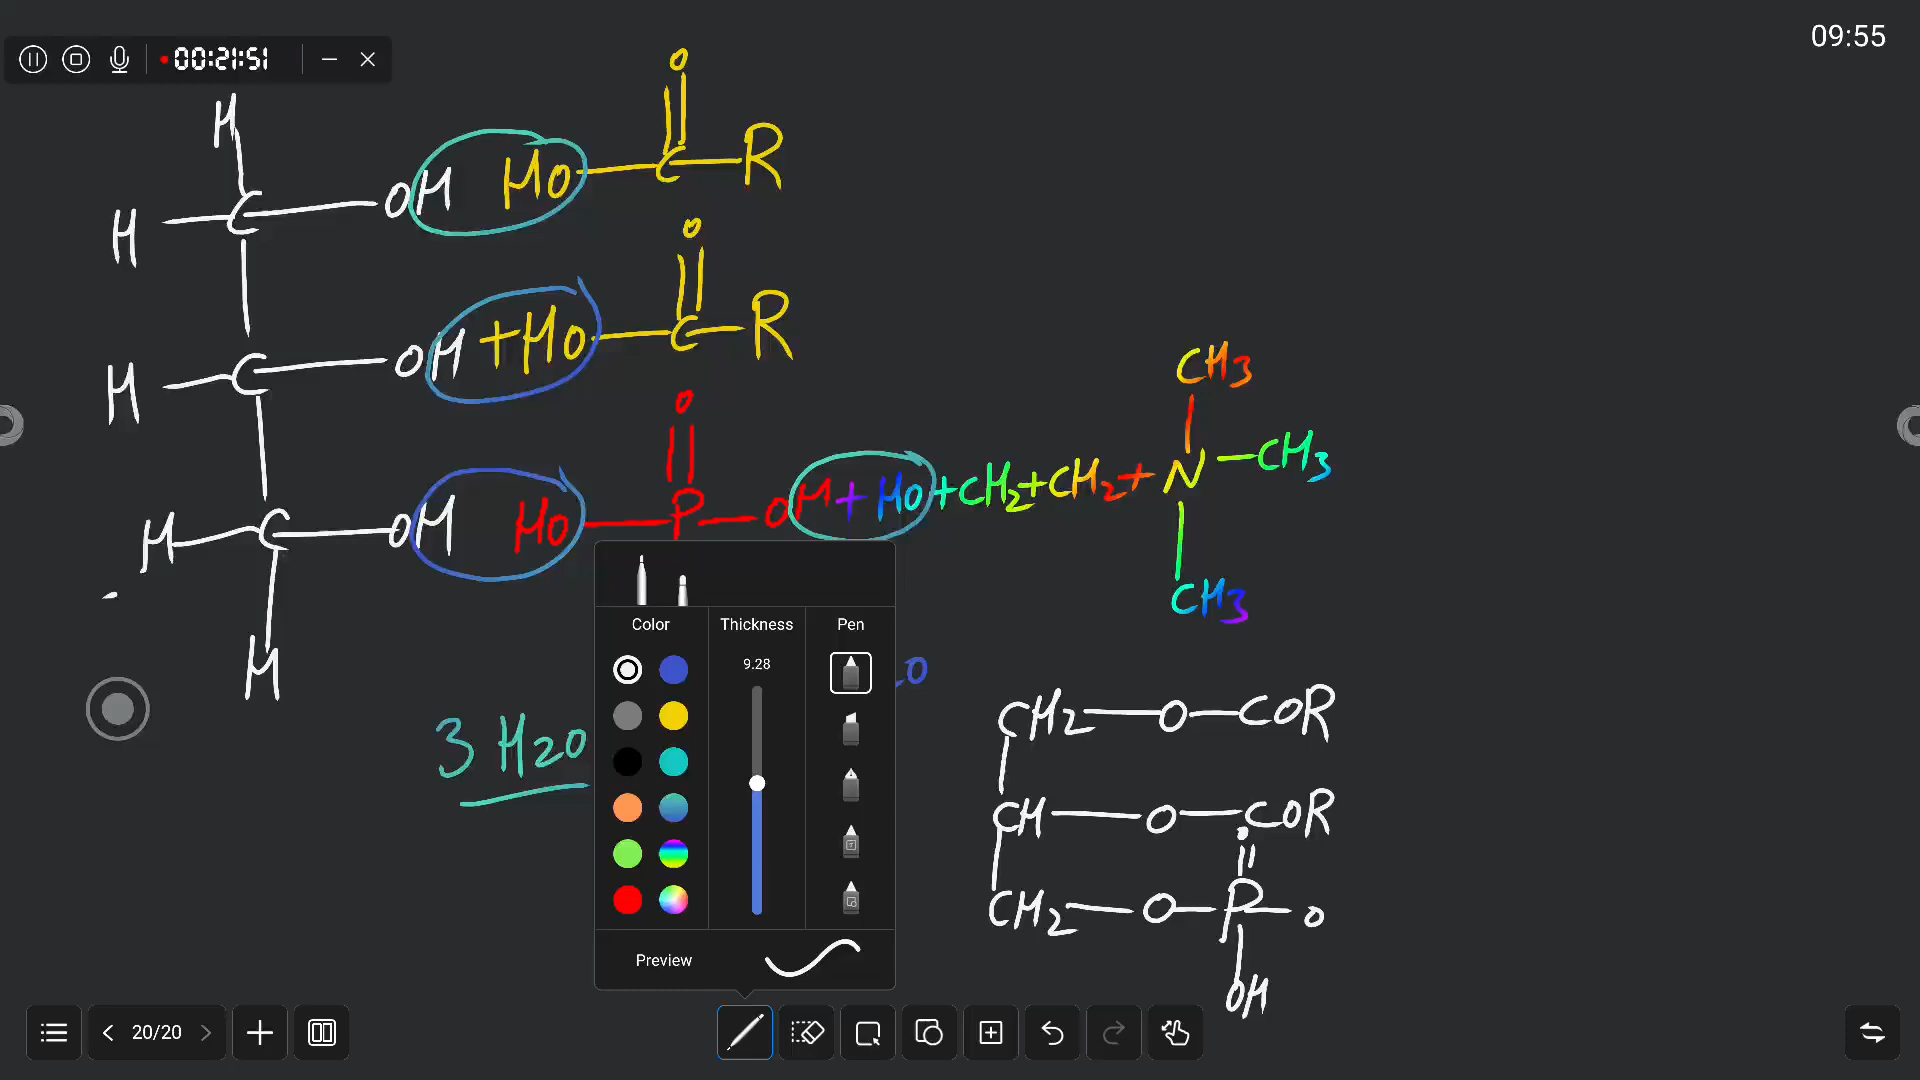 09:55
00:21:51
O
H
C — OH HO — C — R
H
O
C — OH + HO — C — R
H
CH3
O
N — CH3
H — C — OH HO — P — OH + HO + CH2 + CH2 + N
CH3
H
3 H2O
O
Color
Thickness
Pen
9.28
Preview
CH2 — O — COR
CH — O — COR
CH2 — O — P — O
OH
20/20